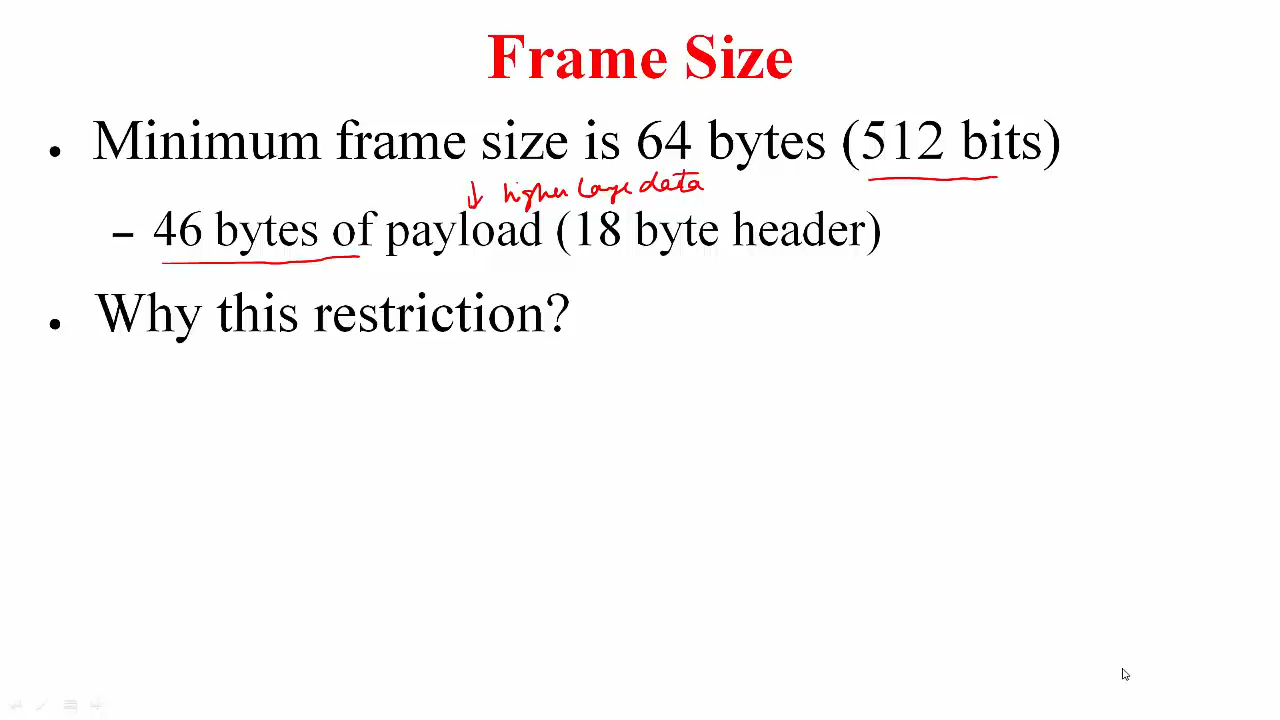 Frame Size
• Minimum frame size is 64 bytes (512 bits)
↓ higher layer data
– 46 bytes of payload (18 byte header)
• Why this restriction?